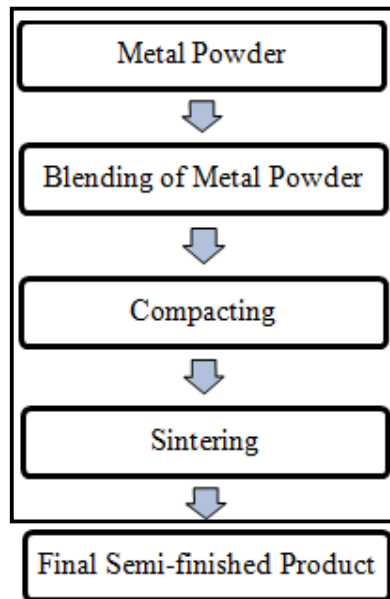 Metal Powder
Blending of Metal Powder
Compacting
Sintering
Final Semi-finished Product